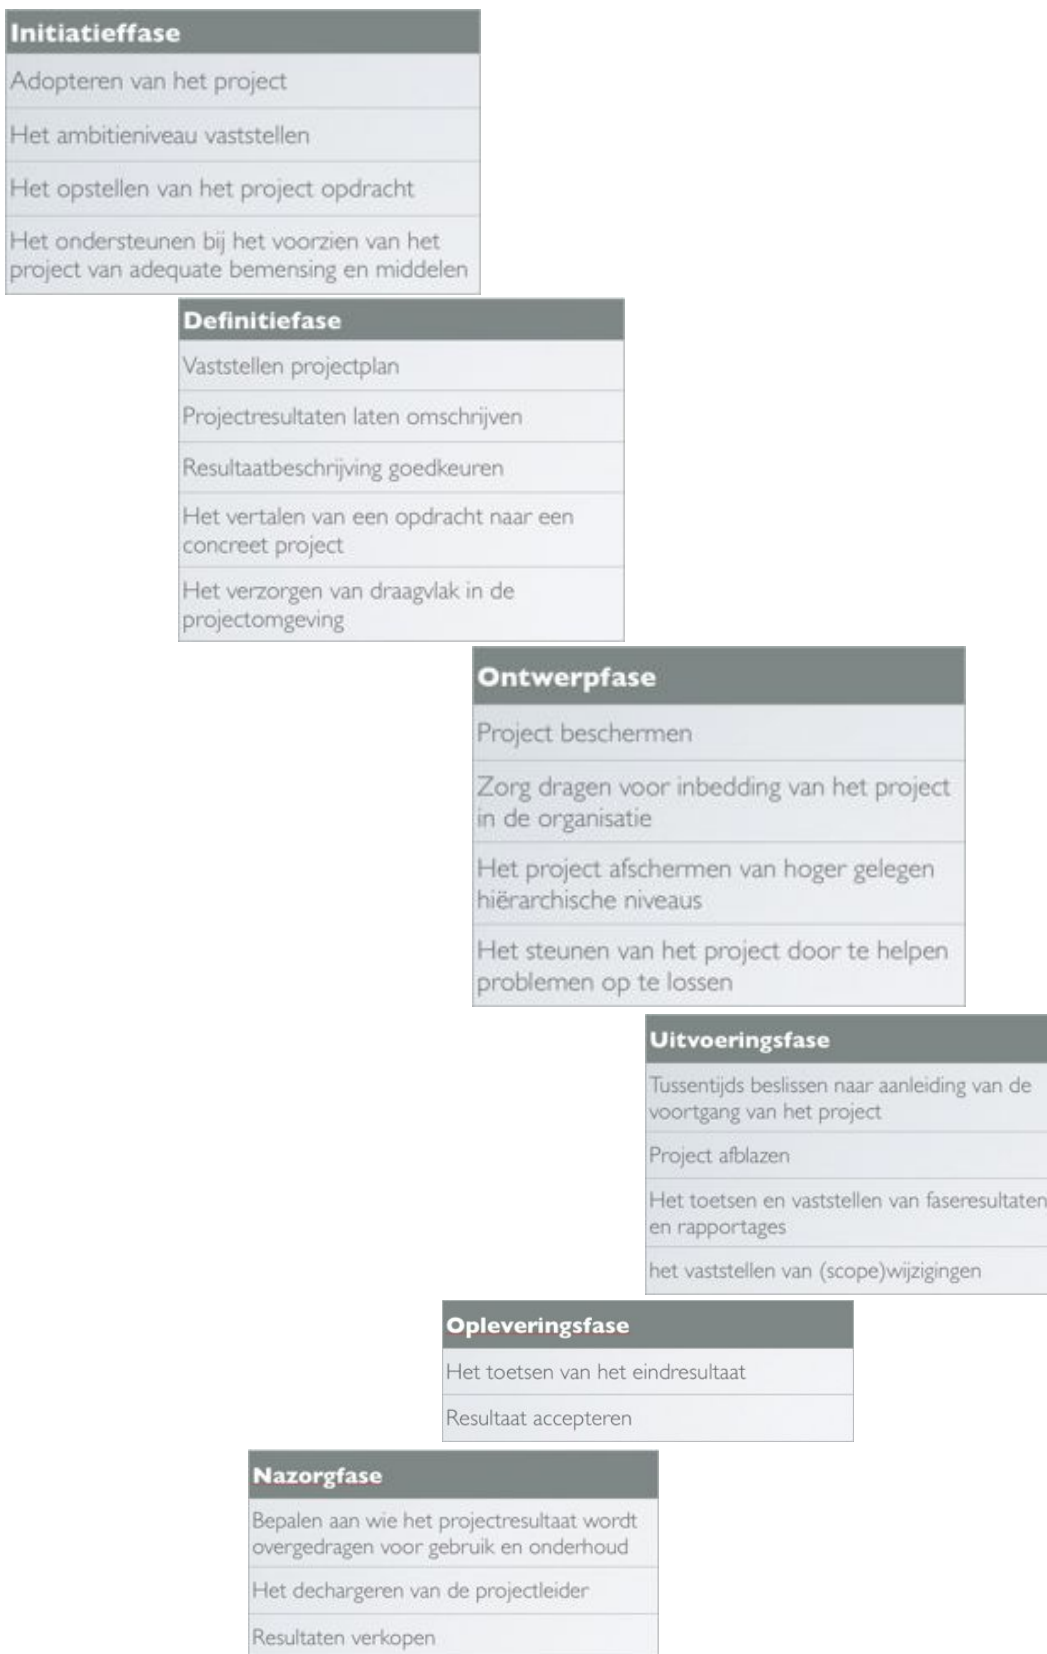 Initiatieffase
Adopteren van het project
Het ambitieniveau vaststellen
Het opstellen van het project opdracht
Het ondersteunen bij het voorzien van het
project van adequate bemensing en middelen
Definitiefase
Vaststellen projectplan
Projectresultaten laten omschrijven
Resultaatbeschrijving goedkeuren
Het vertalen van een opdracht naar een
concreet project
Het verzorgen van draagvlak in de
projectomgeving
Ontwerpfase
Project beschermen
Zorg dragen voor inbedding van het project
in de organisatie
Het project afschermen van hoger gelegen
hiërarchische niveaus
Het steunen van het project door te helpen
problemen op te lossen
Uitvoeringsfase
Tussentijds beslissen naar aanleiding van de
voortgang van het project
Project afblazen
Het toetsen en vaststellen van faseresultaten
en rapportages
het vaststellen van (scope)wijzigingen
Opleveringsfase
Het toetsen van het eindresultaat
Resultaat accepteren
Nazorgfase
Bepalen aan wie het projectresultaat wordt
overgedragen voor gebruik en onderhoud
Het dechargeren van de projectleider
Resultaten verkopen